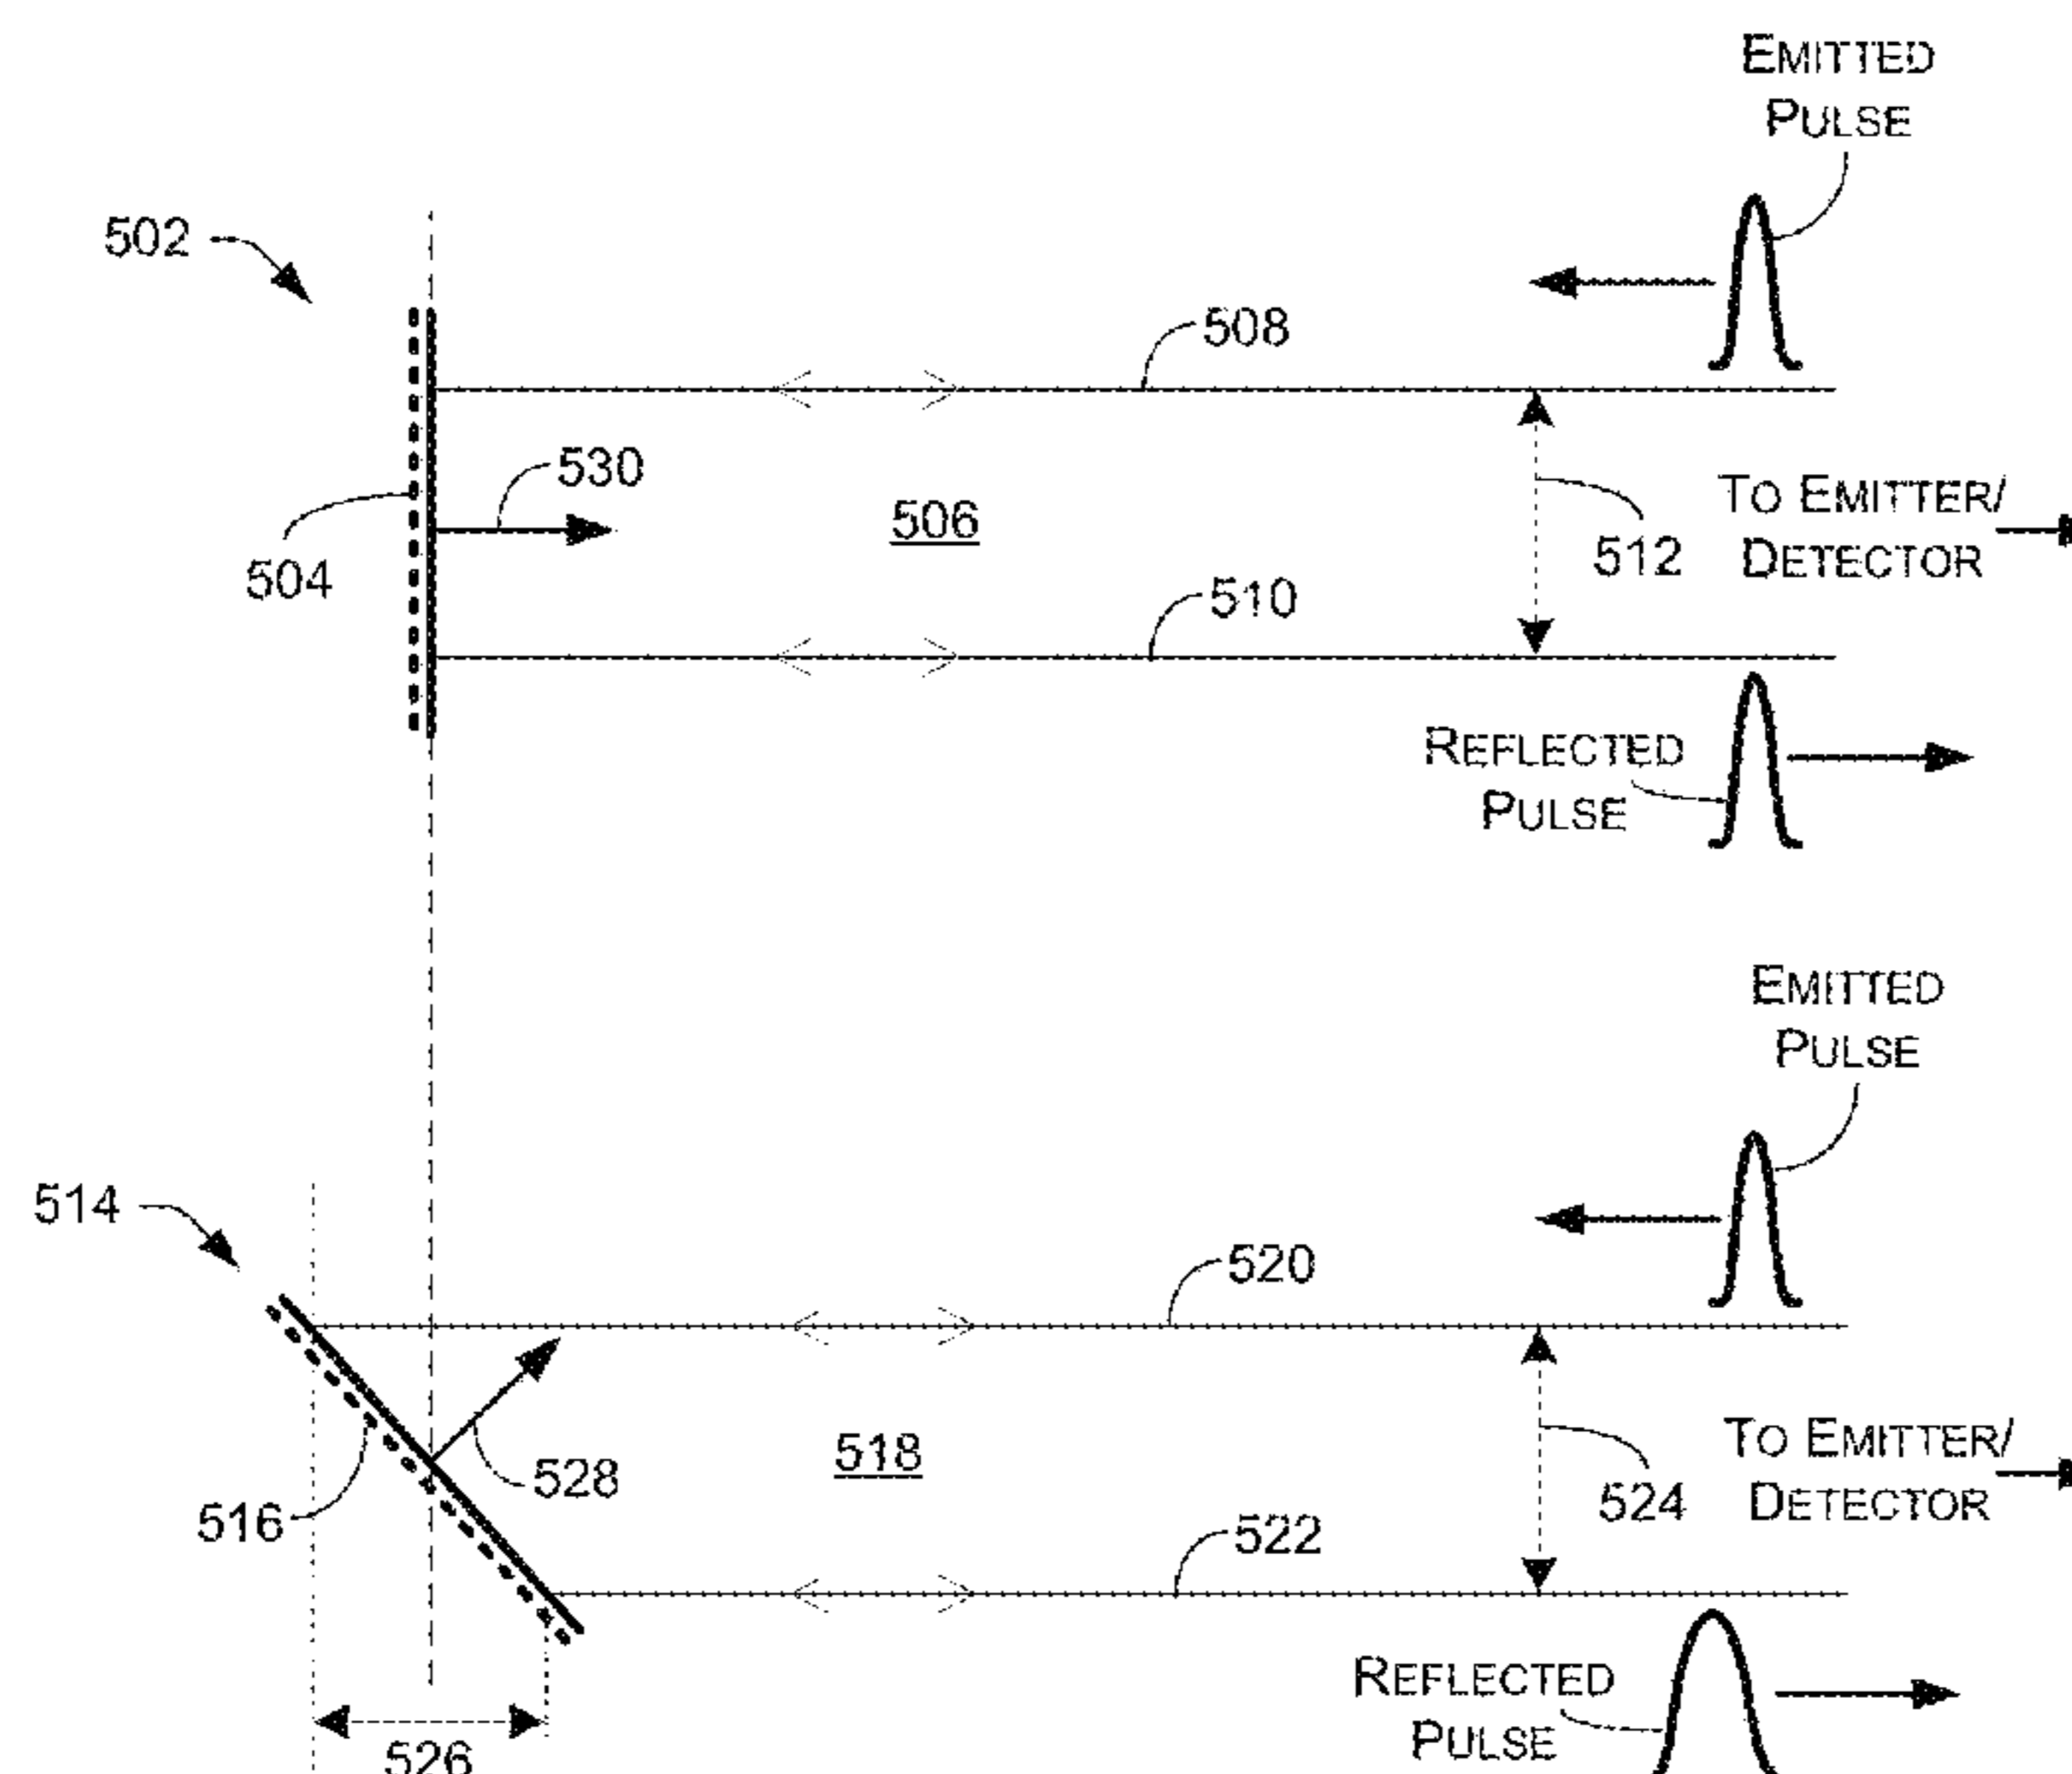 EMITTED
PULSE
502
508
530
506
TO EMITTER/
DETECTOR
512
504
510
REFLECTED
PULSE
EMITTED
PULSE
514
520
518
528
516
TO EMITTER/
DETECTOR
524
522
REFLECTED
PULSE
526